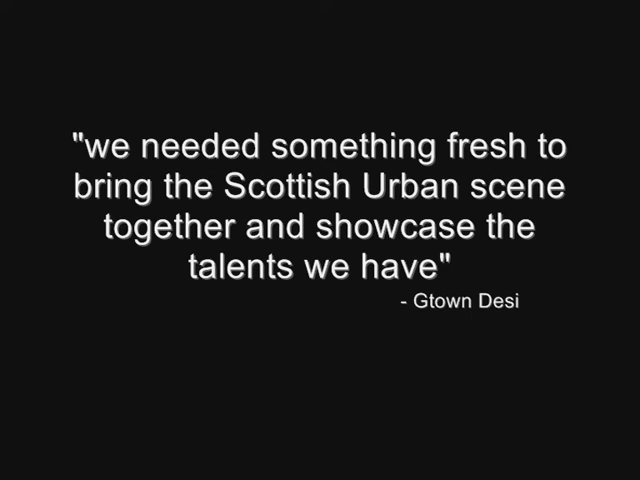 "we needed something fresh to
bring the Scottish Urban scene
together and showcase the
talents we have"
- Gtown Desi